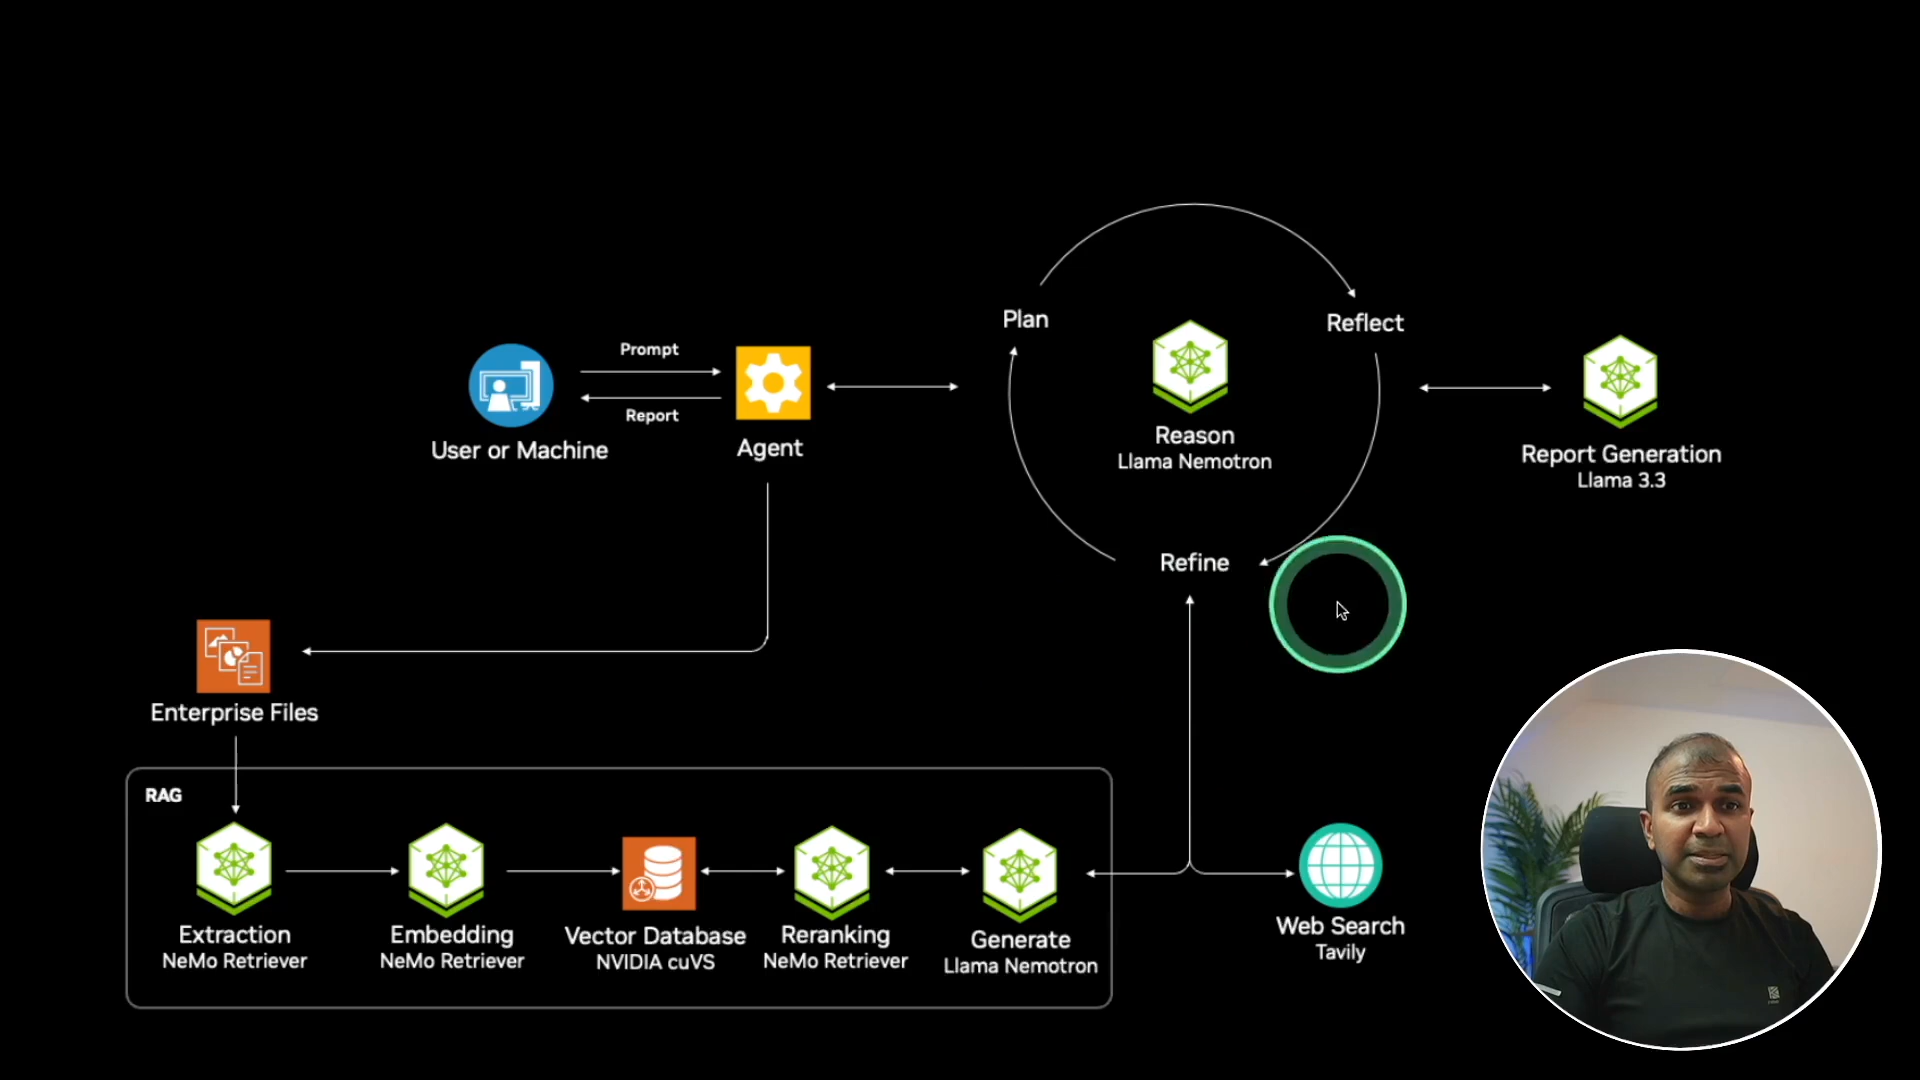 Plan
Reflect
Prompt
Report
User or Machine
Agent
Reason
Llama Nemotron
Report Generation
Llama 3.3
Refine
Enterprise Files
RAG
Extraction
NeMo Retriever
Embedding
NeMo Retriever
Vector Database
NVIDIA cuVS
Reranking
NeMo Retriever
Generate
Llama Nemotron
Web Search
Tavily